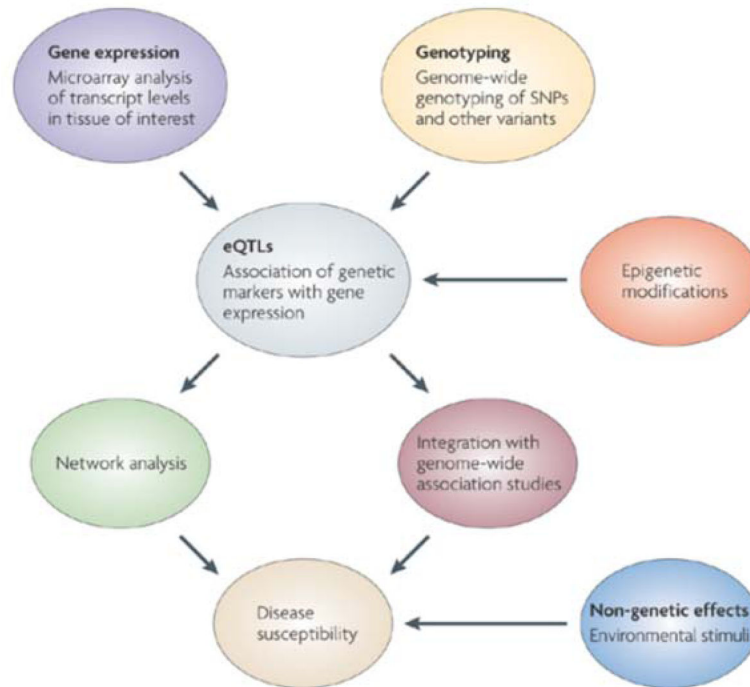 Gene expression
Microarray analysis
of transcript levels
in tissue of interest
Genotyping
Genome-wide
genotyping of SNPs
and other variants
eQTLs
Association of genetic
markers with gene
expression
Epigenetic
modifications
Network analysis
Integration with
genome-wide
association studies
Disease
susceptibility
Non-genetic effects
Environmental stimuli